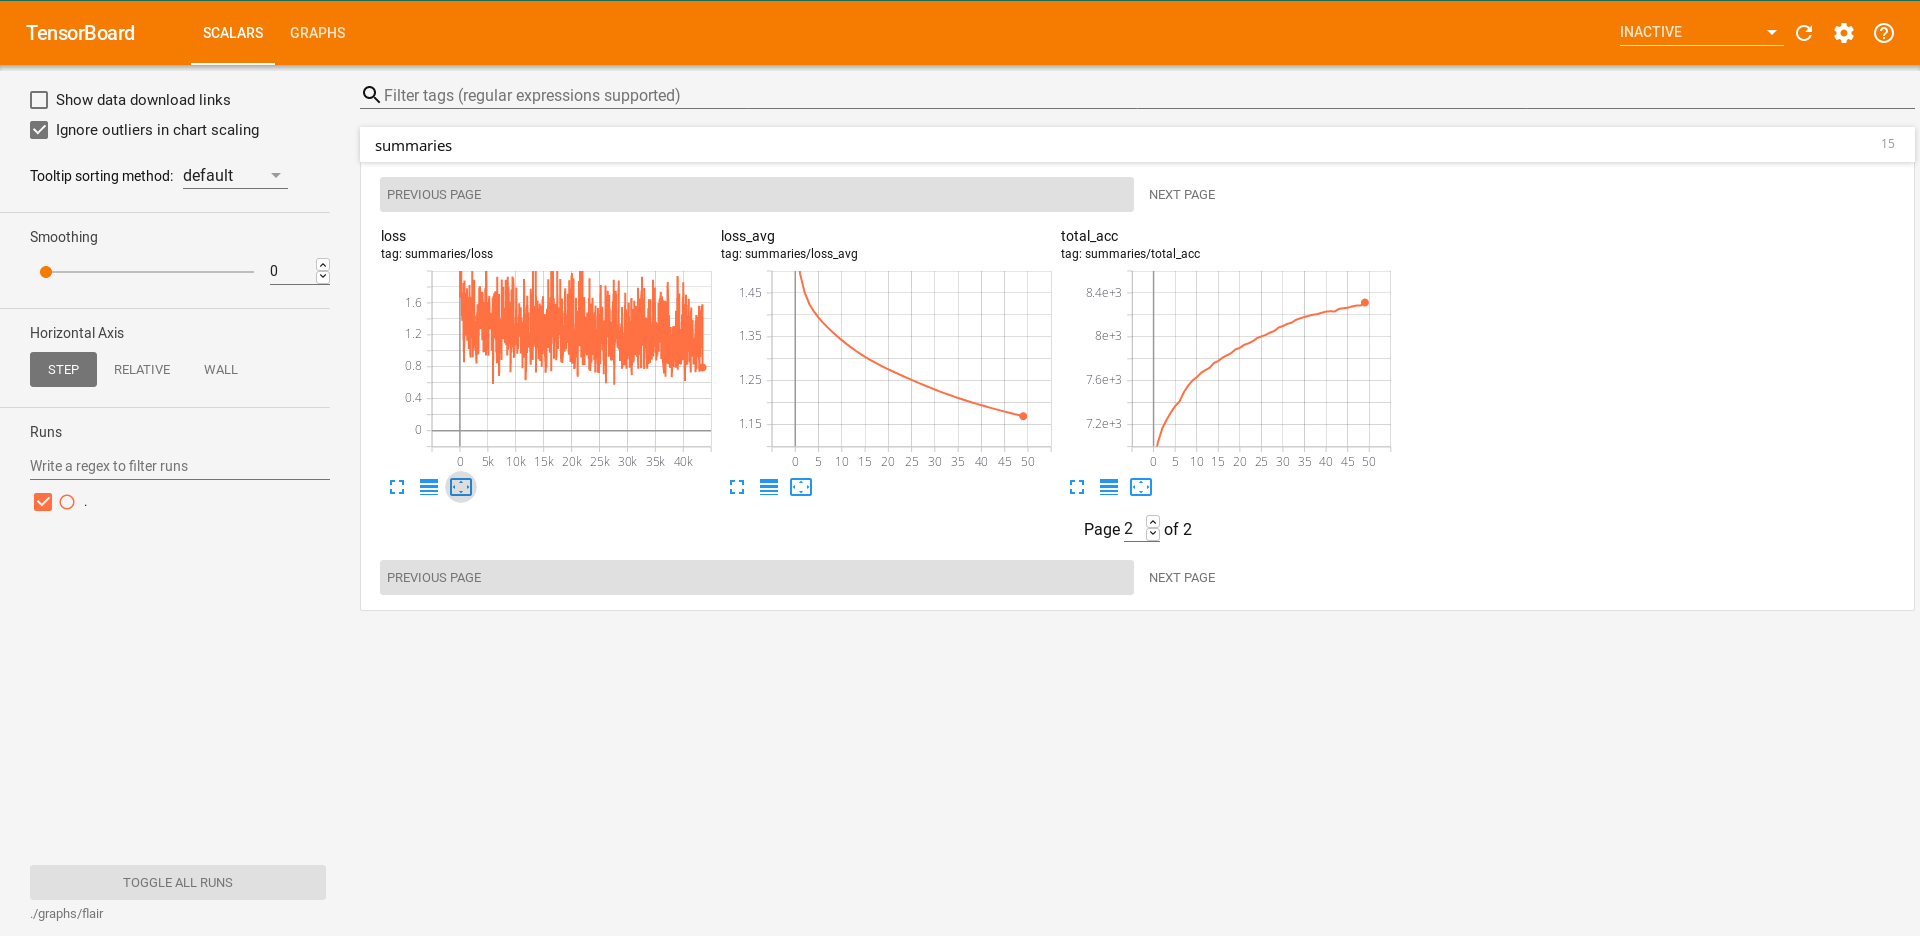 TensorBoard SCALARS GRAPHS INACTIVE
Show data download links
Ignore outliers in chart scaling
Tooltip sorting method: default
Smoothing
0
Horizontal Axis
STEP RELATIVE WALL
Runs
Write a regex to filter runs
.
TOGGLE ALL RUNS
./graphs/flair
Filter tags (regular expressions supported)
summaries 15
PREVIOUS PAGE NEXT PAGE
loss
tag: summaries/loss
1.6
1.2
0.8
0.4
0
0 5k 10k 15k 20k 25k 30k 35k 40k
loss_avg
tag: summaries/loss_avg
1.45
1.35
1.25
1.15
0 5 10 15 20 25 30 35 40 45 50
total_acc
tag: summaries/total_acc
8.4e+3
8e+3
7.6e+3
7.2e+3
0 5 10 15 20 25 30 35 40 45 50
Page 2 of 2
PREVIOUS PAGE NEXT PAGE